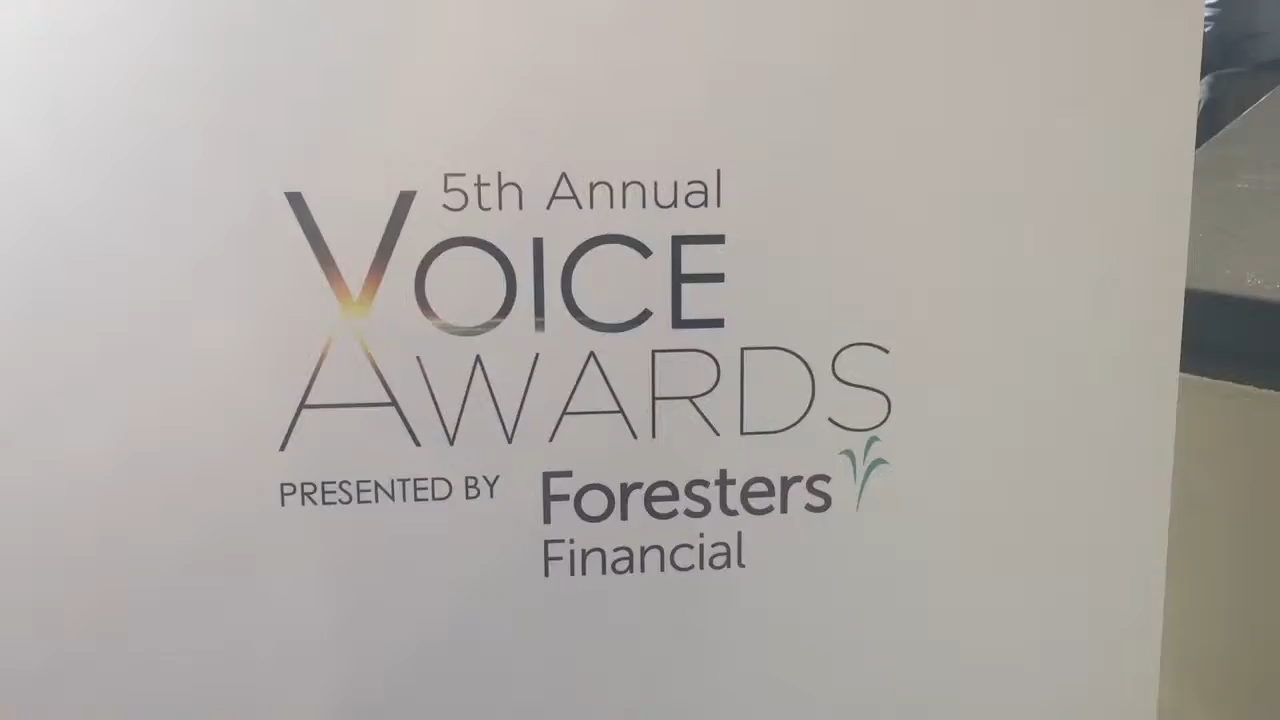 5th Annual
VOICE
AWARDS
PRESENTED BY Foresters
Financial